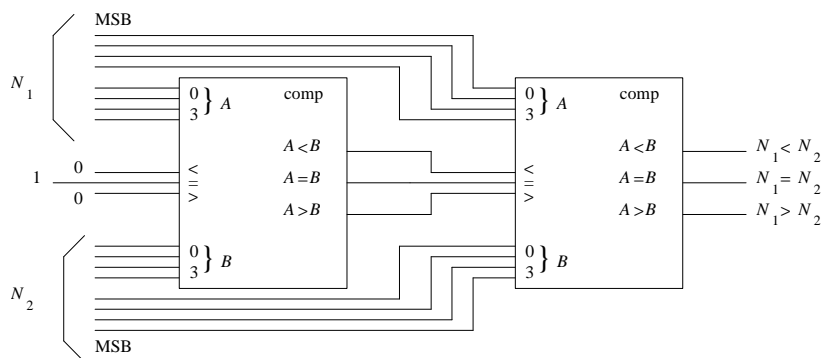 MSB
N1
0 } A
3
comp
A<B
A=B
A>B
<
=
>
0
1
0
0 } B
3
0 } A
3
comp
A<B
A=B
A>B
<
=
>
0 } B
3
N1 < N2
N1 = N2
N1 > N2
N2
MSB